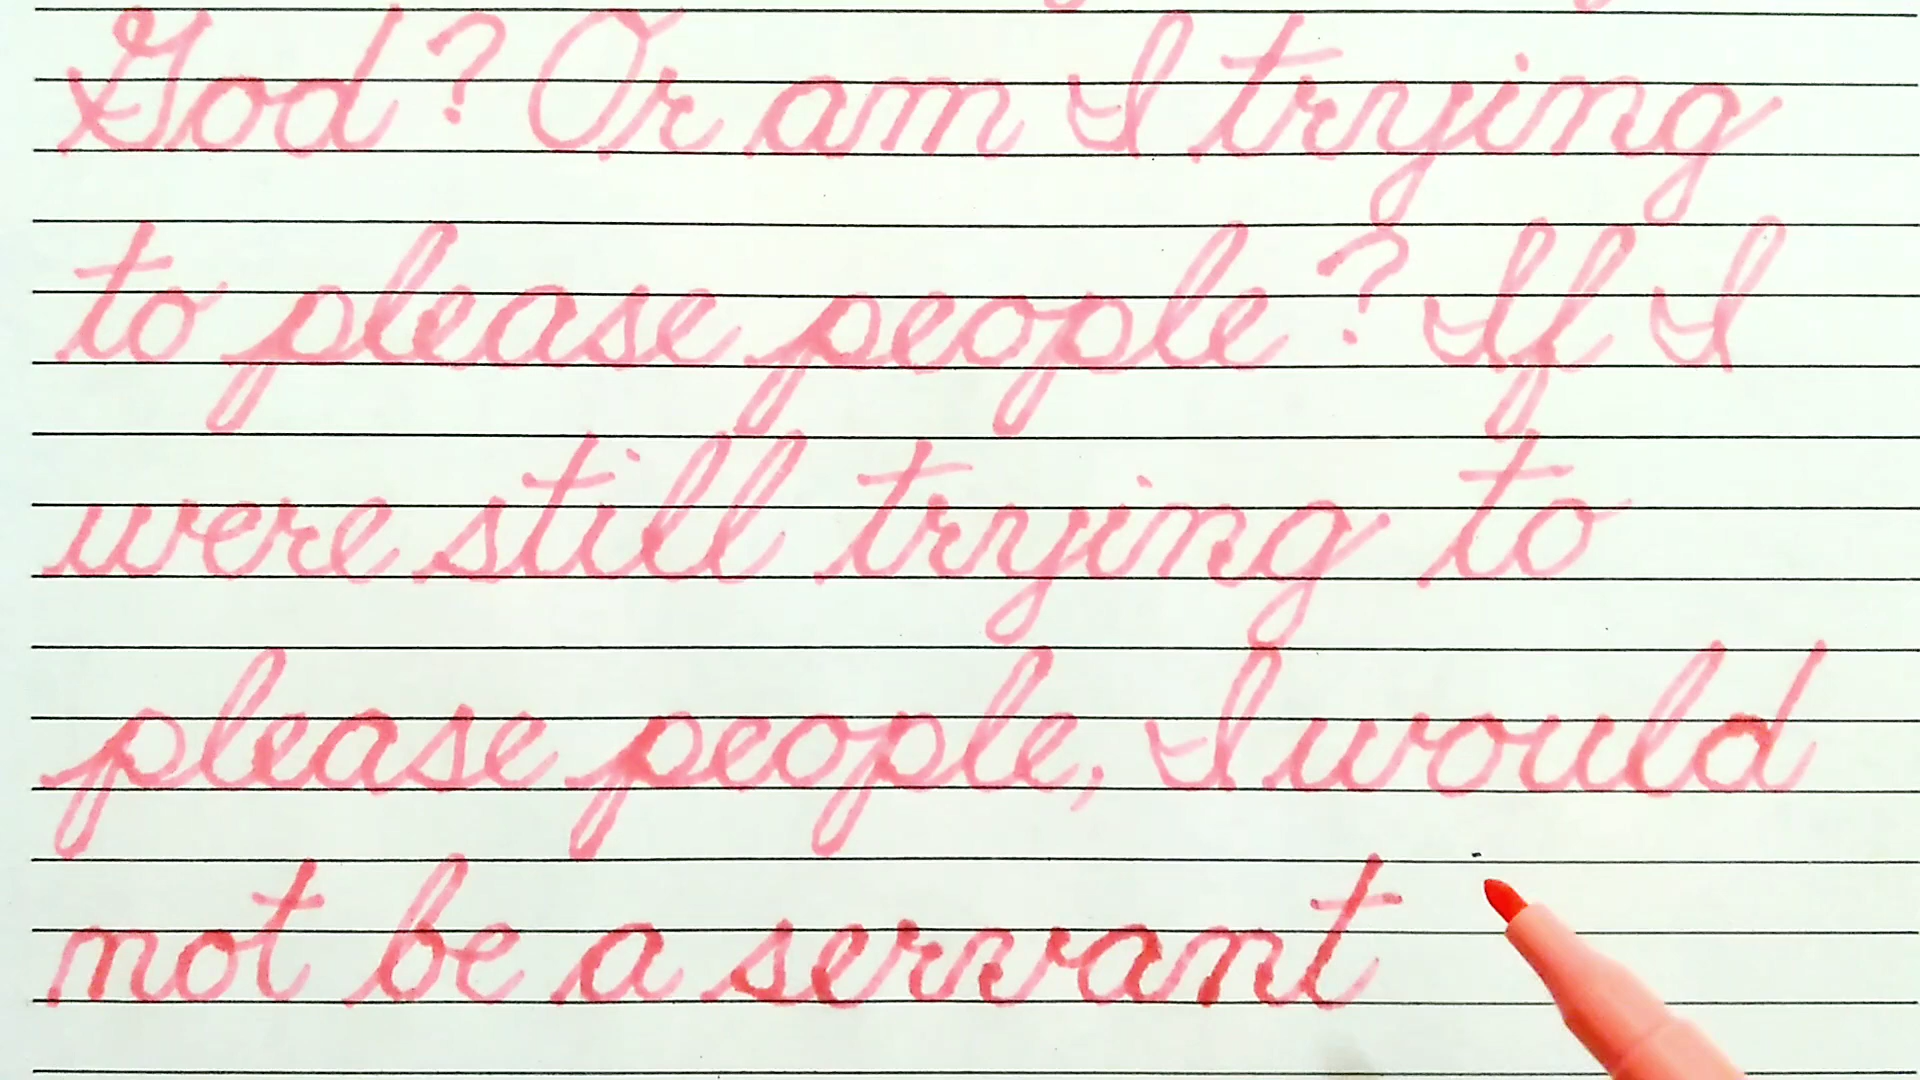 God? Or am I trying
to please people? If I
were still trying to
please people, I would
not be a servant